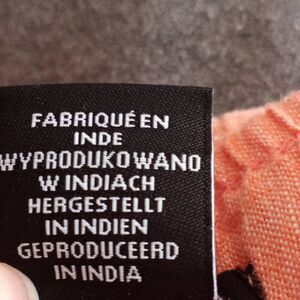 FABRIQUÉ EN
INDE
WYPRODUKOWANO
W INDIACH
HERGESTELLT
IN INDIEN
GEPRODUCEERD
IN INDIA